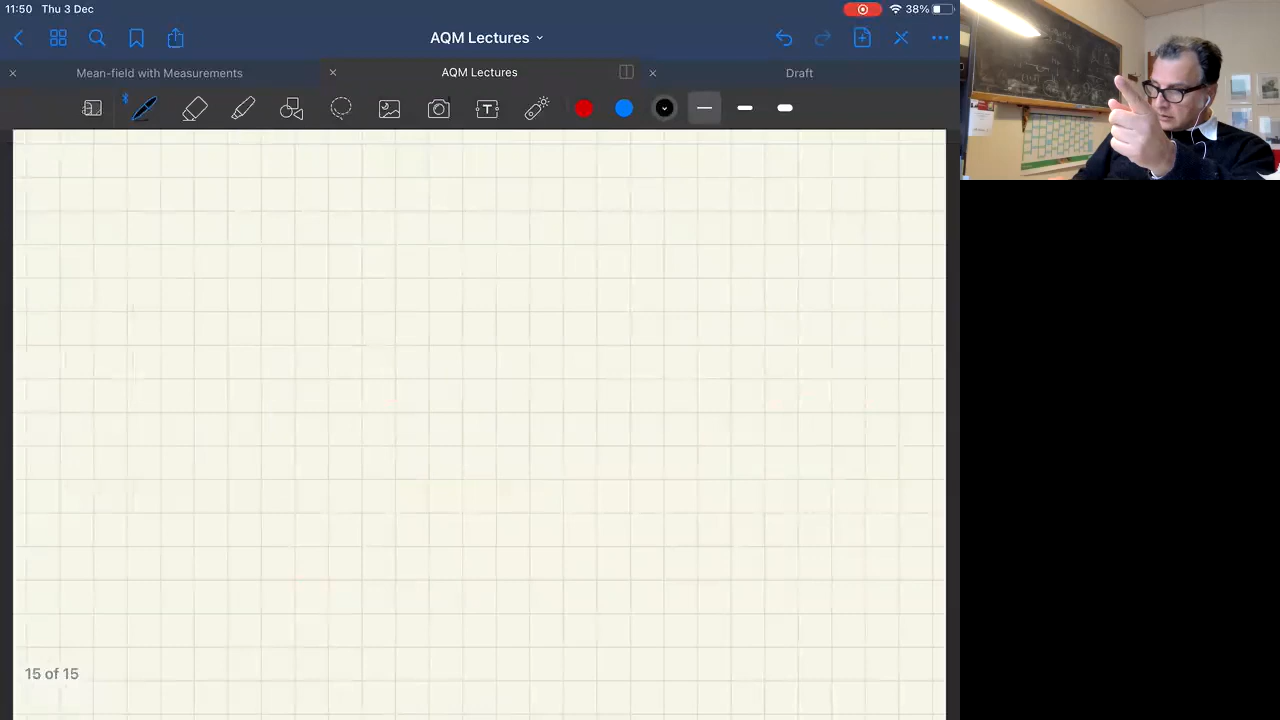 11:50 Thu 3 Dec 38%
AQM Lectures
Mean-field with Measurements AQM Lectures Draft
T
15 of 15